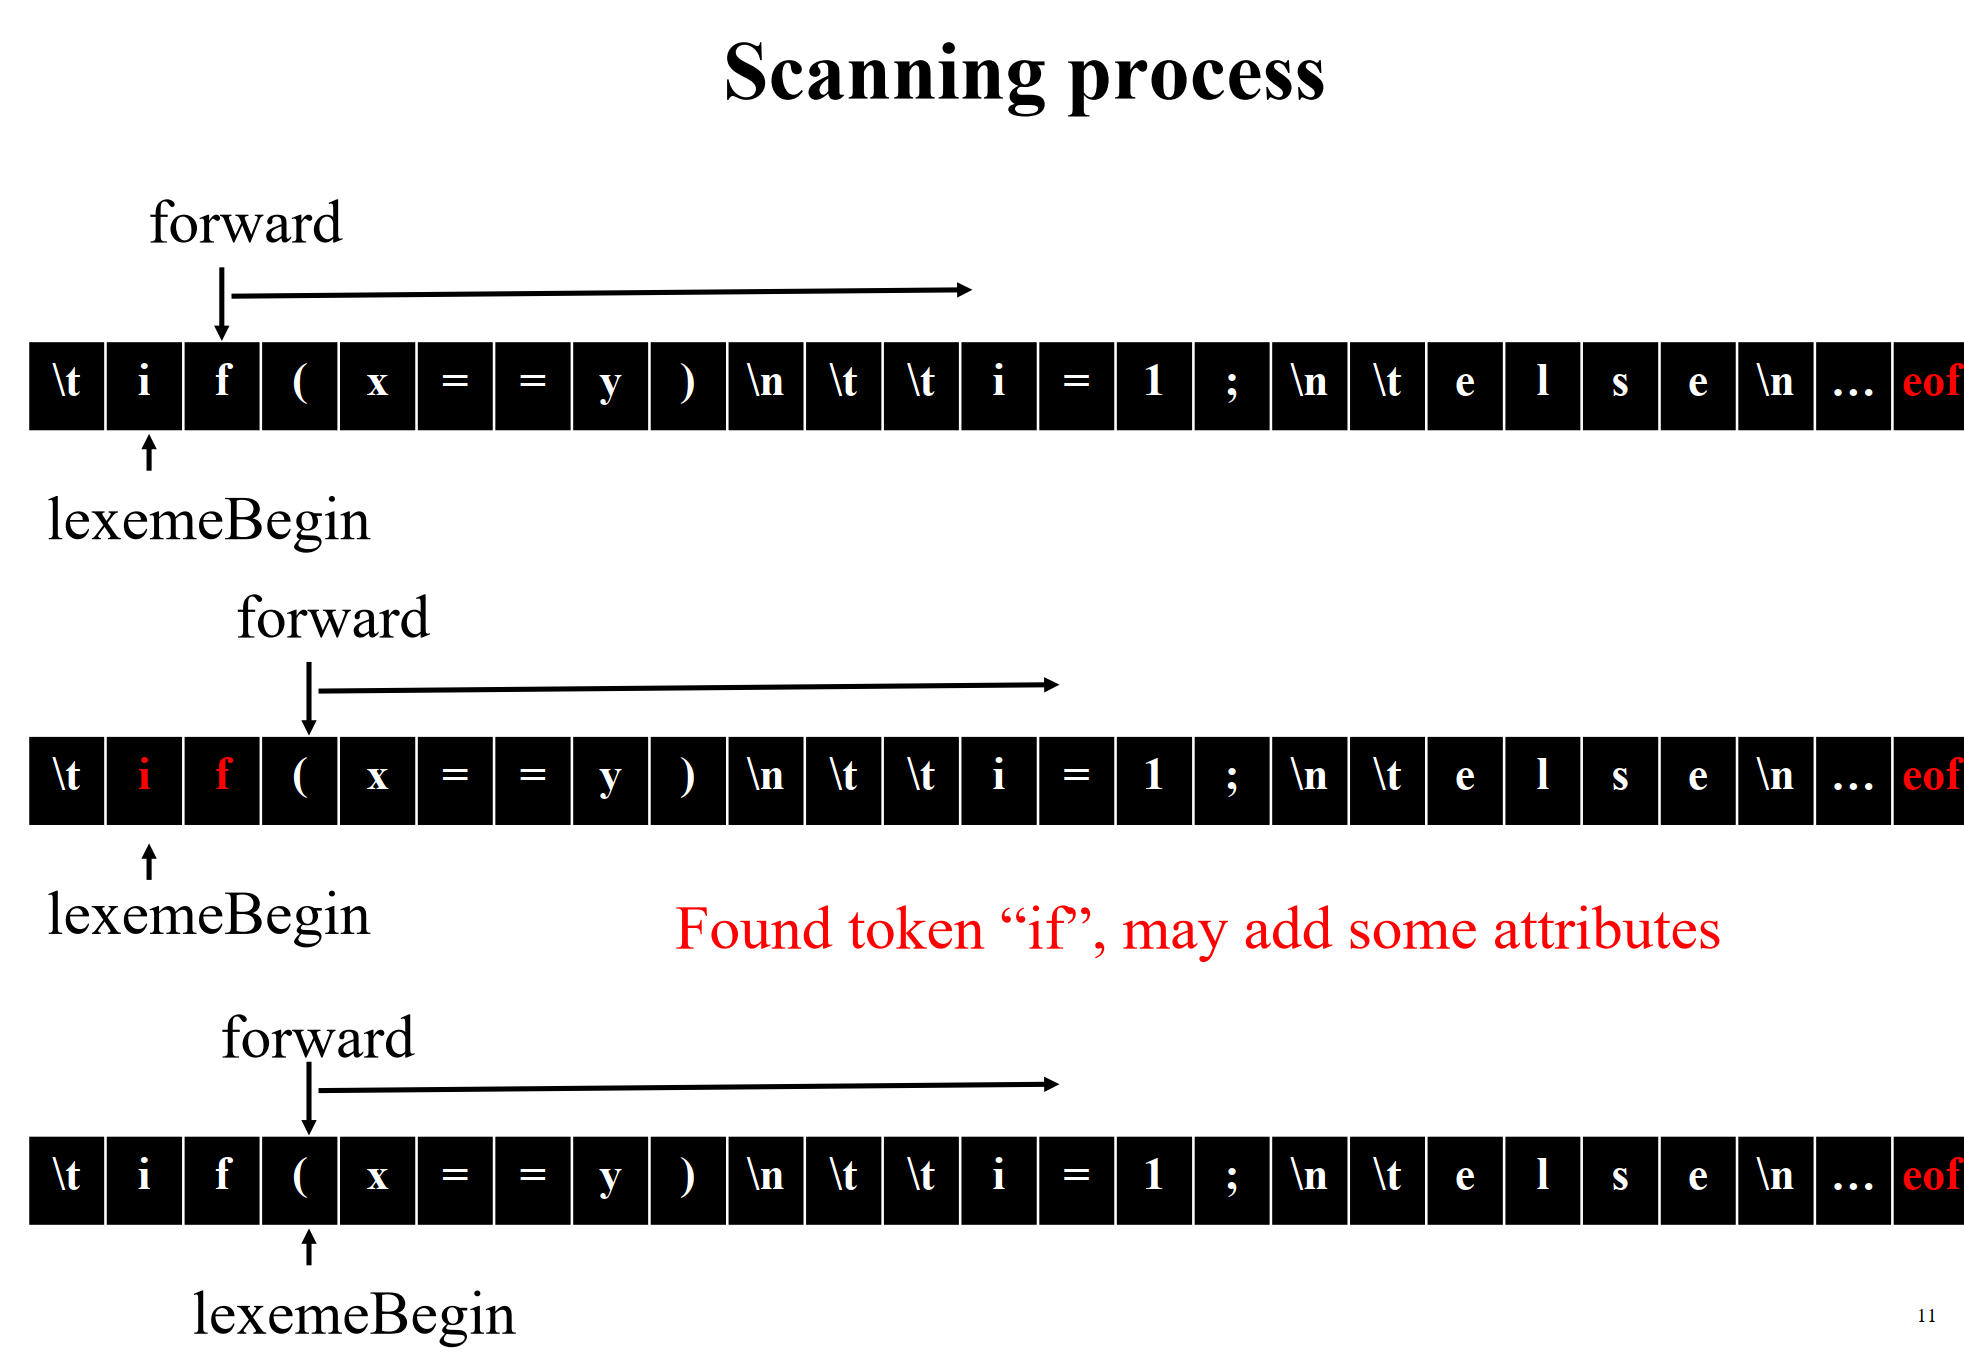 Scanning process
forward
\t i f ( x = = y ) \n \t \t i = 1 ; \n \t e l s e \n … eof
lexemeBegin
forward
\t i f ( x = = y ) \n \t \t i = 1 ; \n \t e l s e \n … eof
lexemeBegin
Found token “if”, may add some attributes
forward
\t i f ( x = = y ) \n \t \t i = 1 ; \n \t e l s e \n … eof
lexemeBegin
11